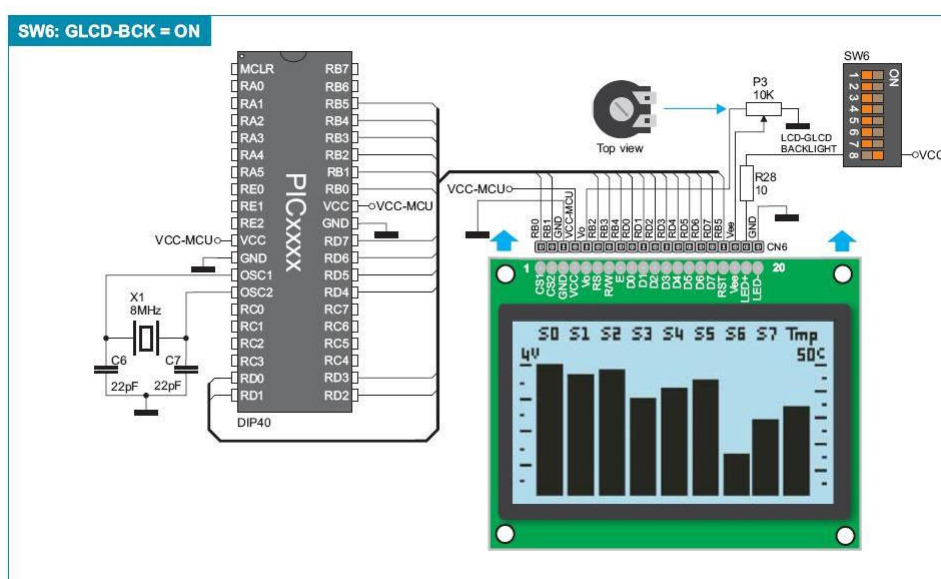 SW6: GLCD-BCK = ON
MCLR
RA0
RA1
RA2
RA3
RA4
RA5
RE0
RE1
RE2
VCC
GND
OSC1
OSC2
RC0
RC1
RC2
RC3
RD0
RD1
PICxxxx
RB7
RB6
RB5
RB4
RB3
RB2
RB1
RB0
VCC
GND
RD7
RD6
RD5
RD4
RC7
RC6
RC5
RC4
RD3
RD2
DIP40
VCC-MCU
VCC-MCU
X1
8MHz
C6
C7
22pF
22pF
Top view
P3
10K
LCD-GLCD
BACKLIGHT
SW6
ON
1
2
3
4
5
6
7
8
VCC
R28
10
VCC-MCU
RB0
RB1
GND
VCC-MCU
Vo
RB2
RB3
RB4
RD0
RD1
RD2
RD3
RD4
RD5
RD6
RD7
RB5
Vee
GND
CN6
1
20
CS1
CS2
GND
VCC
Vo
RS
R/W
E
D0
D1
D2
D3
D4
D5
D6
D7
RST
Vee
LED+
LED-
S0 S1 S2 S3 S4 S5 S6 S7 Tmp
4V
50C